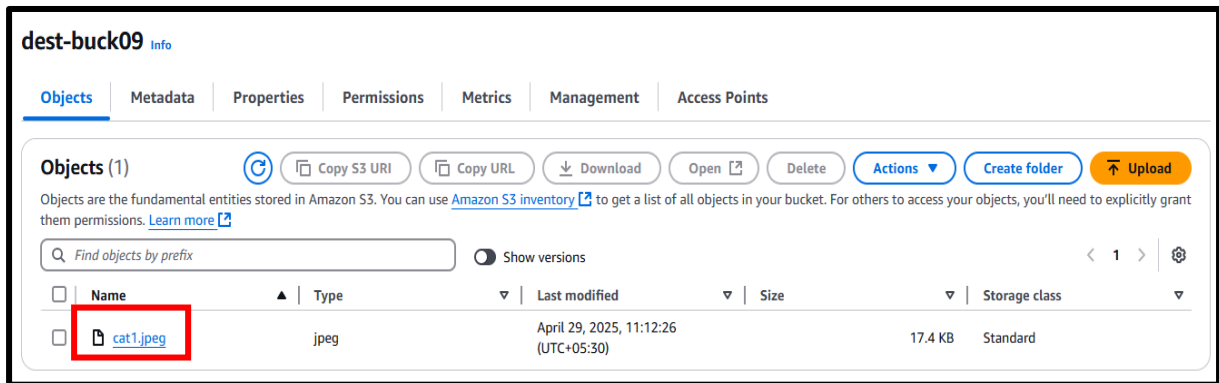 dest-buck09 Info
Objects Metadata Properties Permissions Metrics Management Access Points
Objects (1) Copy S3 URI Copy URL Download Open Delete Actions Create folder Upload
Objects are the fundamental entities stored in Amazon S3. You can use Amazon S3 inventory to get a list of all objects in your bucket. For others to access your objects, you'll need to explicitly grant
them permissions. Learn more
Find objects by prefix Show versions 1
Name Type Last modified Size Storage class
cat1.jpeg jpeg April 29, 2025, 11:12:26 17.4 KB Standard
(UTC+05:30)